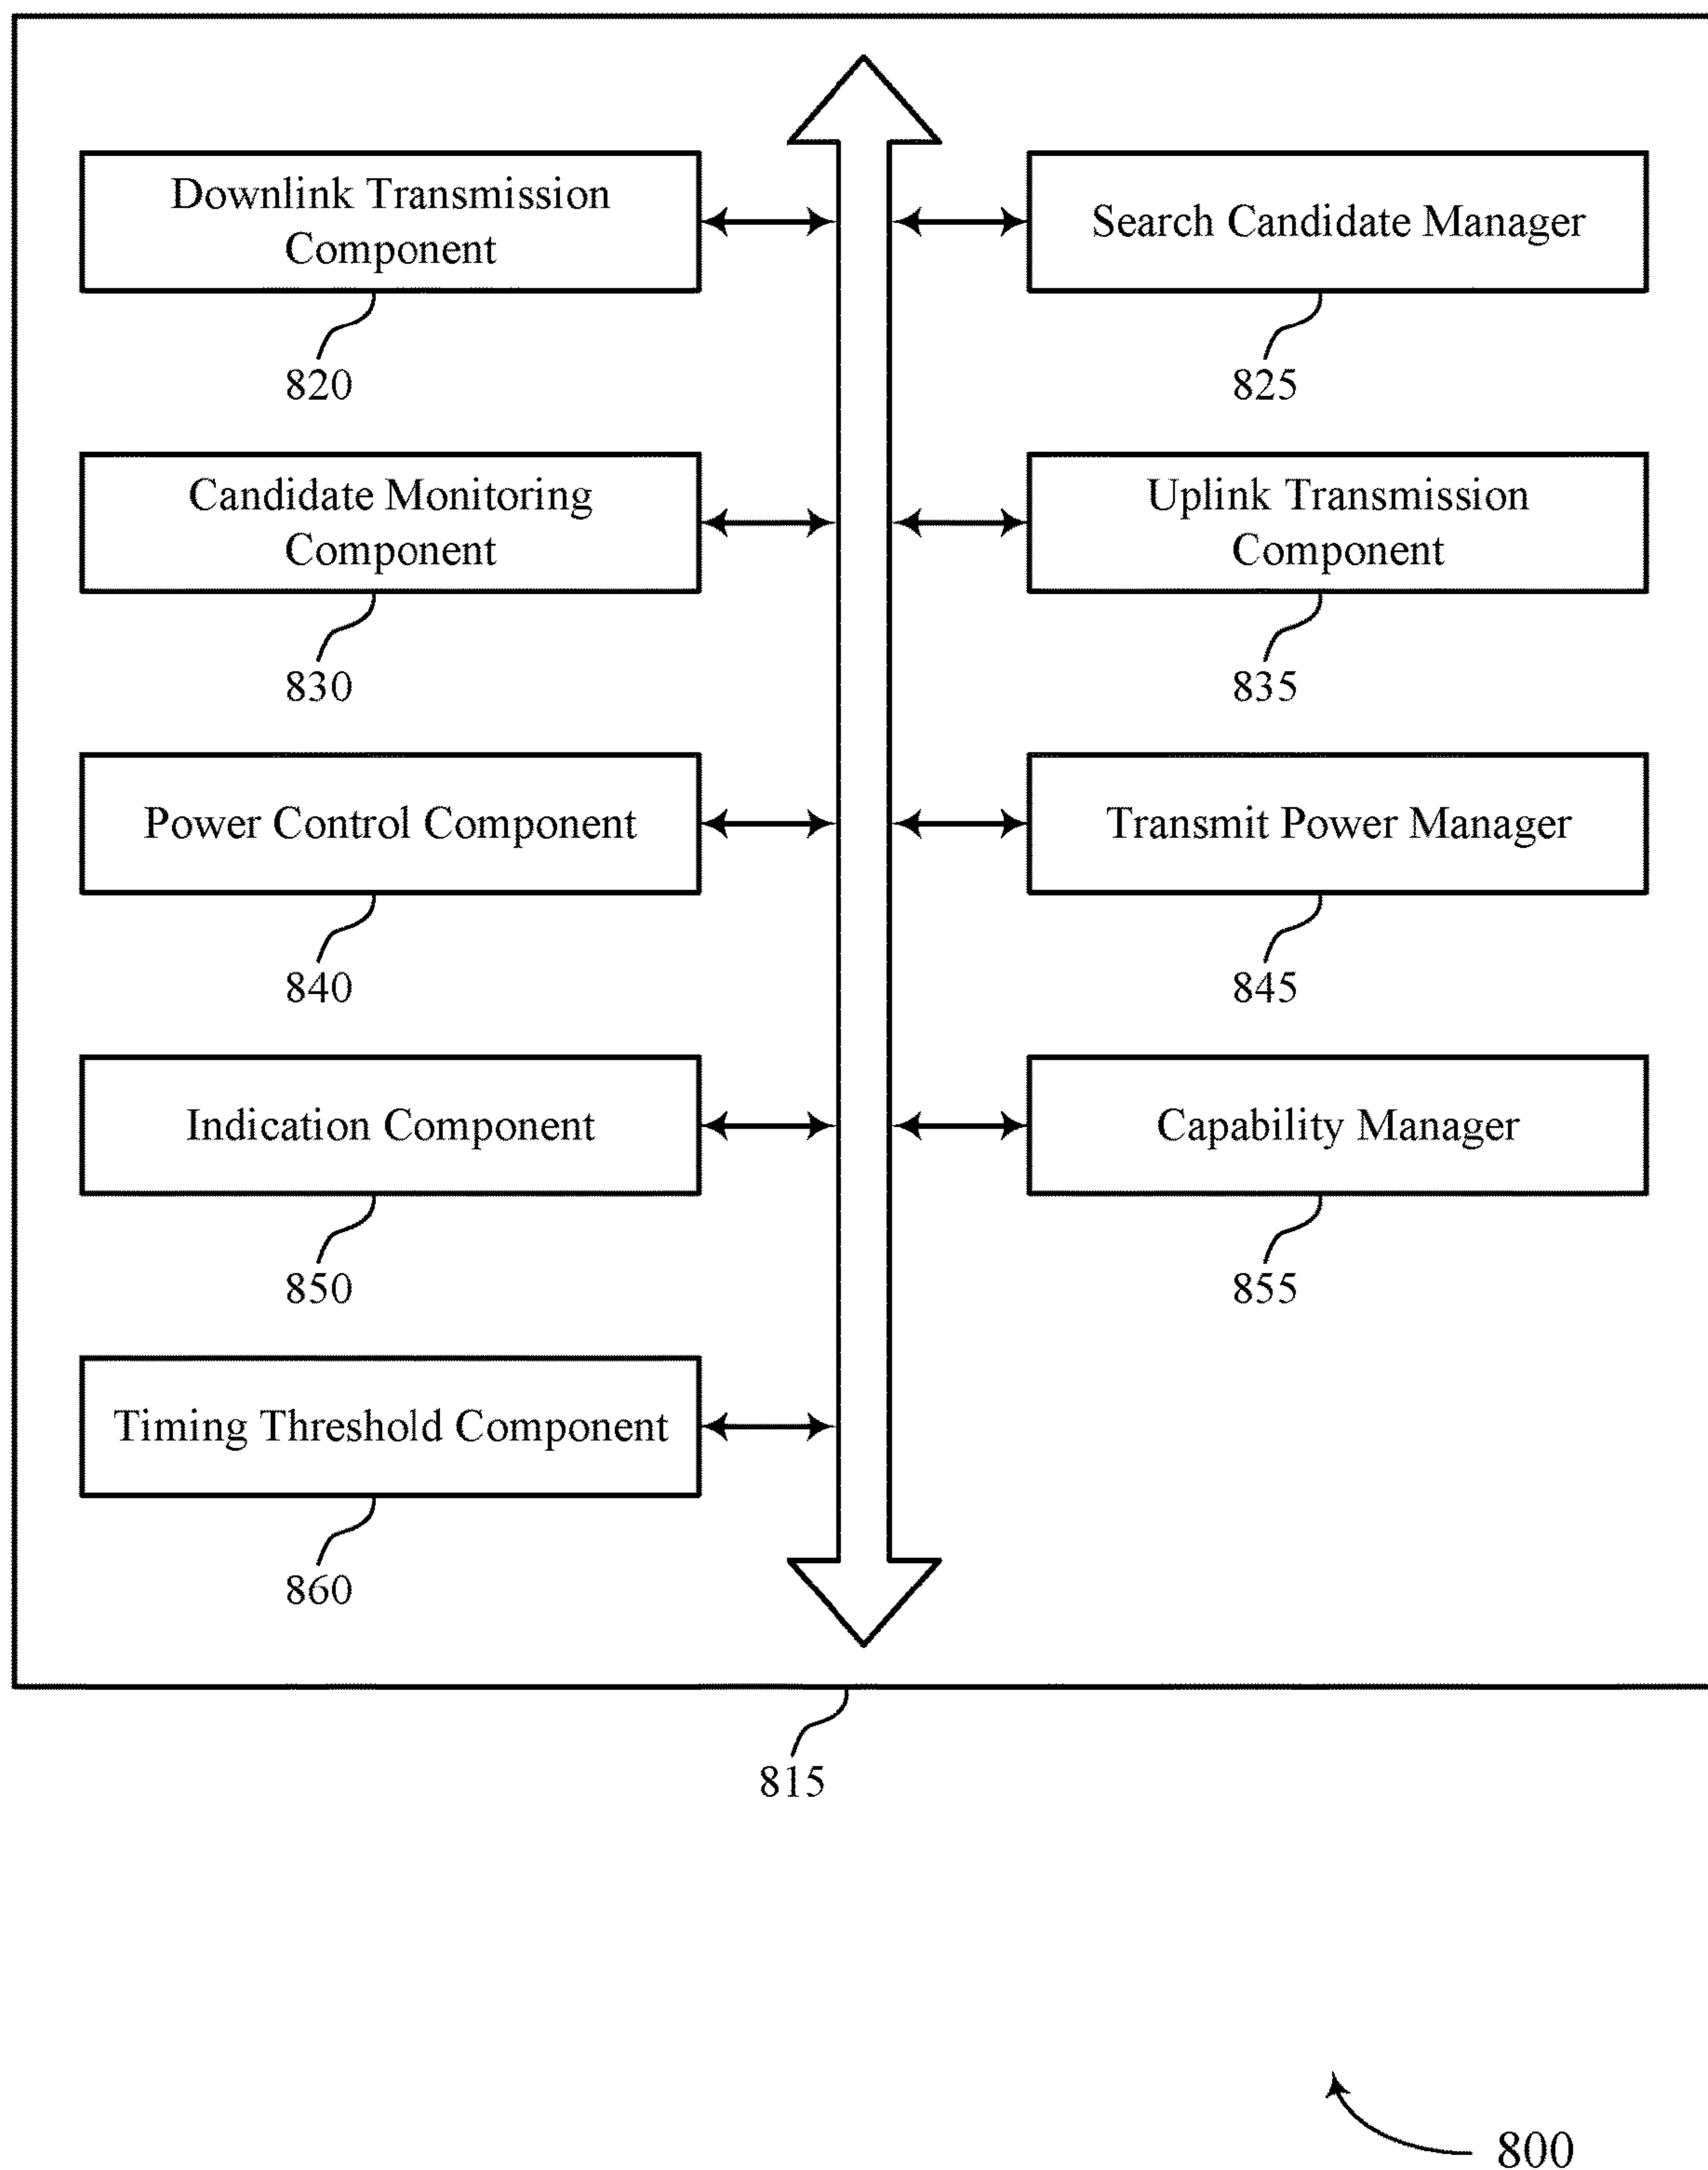 Downlink Transmission
Component
820
Search Candidate Manager
825
Candidate Monitoring
Component
830
Uplink Transmission
Component
835
Power Control Component
840
Transmit Power Manager
845
Indication Component
850
Capability Manager
855
Timing Threshold Component
860
815
800